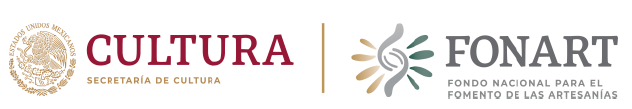 ESTADOS UNIDOS MEXICANOS
CULTURA
SECRETARÍA DE CULTURA
FONART
FONDO NACIONAL PARA EL
FOMENTO DE LAS ARTESANÍAS